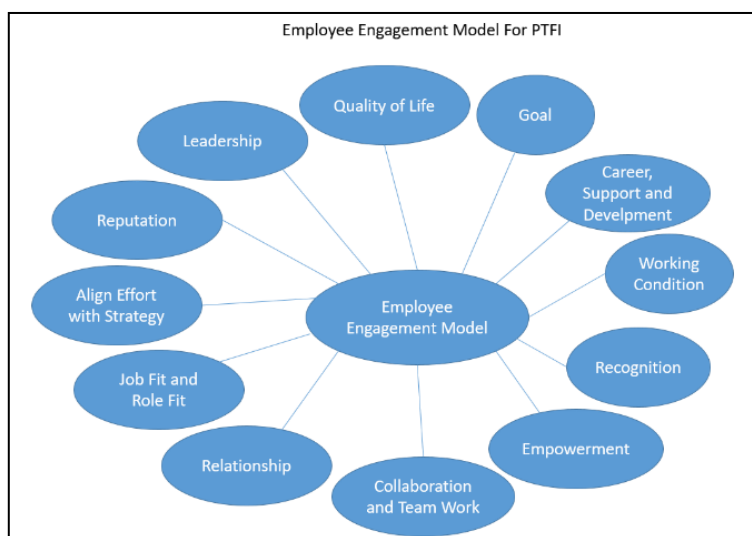 Employee Engagement Model For PTFI
Quality of Life
Goal
Leadership
Career,
Support and
Develpment
Reputation
Working
Condition
Align Effort
with Strategy
Employee
Engagement Model
Recognition
Job Fit and
Role Fit
Empowerment
Relationship
Collaboration
and Team Work